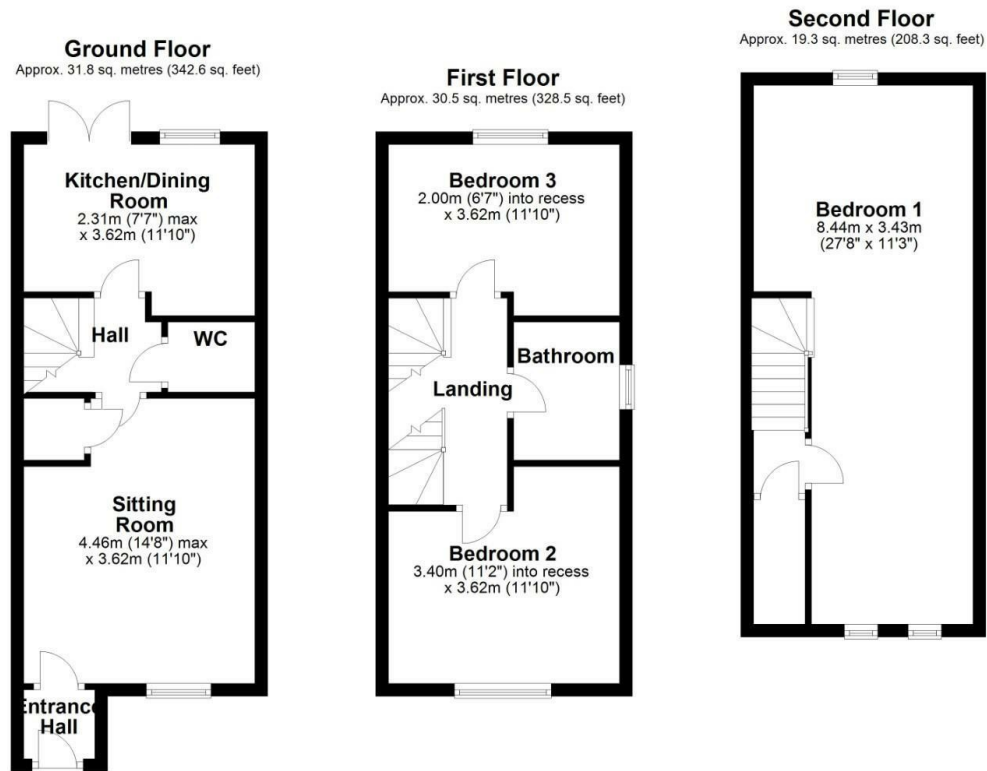 Ground Floor
Approx. 31.8 sq. metres (342.6 sq. feet)
Kitchen/Dining
Room
2.31m (7'7") max
x 3.62m (11'10")
Hall
WC
Sitting
Room
4.46m (14'8") max
x 3.62m (11'10")
Entrance
Hall
First Floor
Approx. 30.5 sq. metres (328.5 sq. feet)
Bedroom 3
2.00m (6'7") into recess
x 3.62m (11'10")
Bathroom
Landing
Bedroom 2
3.40m (11'2") into recess
x 3.62m (11'10")
Second Floor
Approx. 19.3 sq. metres (208.3 sq. feet)
Bedroom 1
8.44m x 3.43m
(27'8" x 11'3")